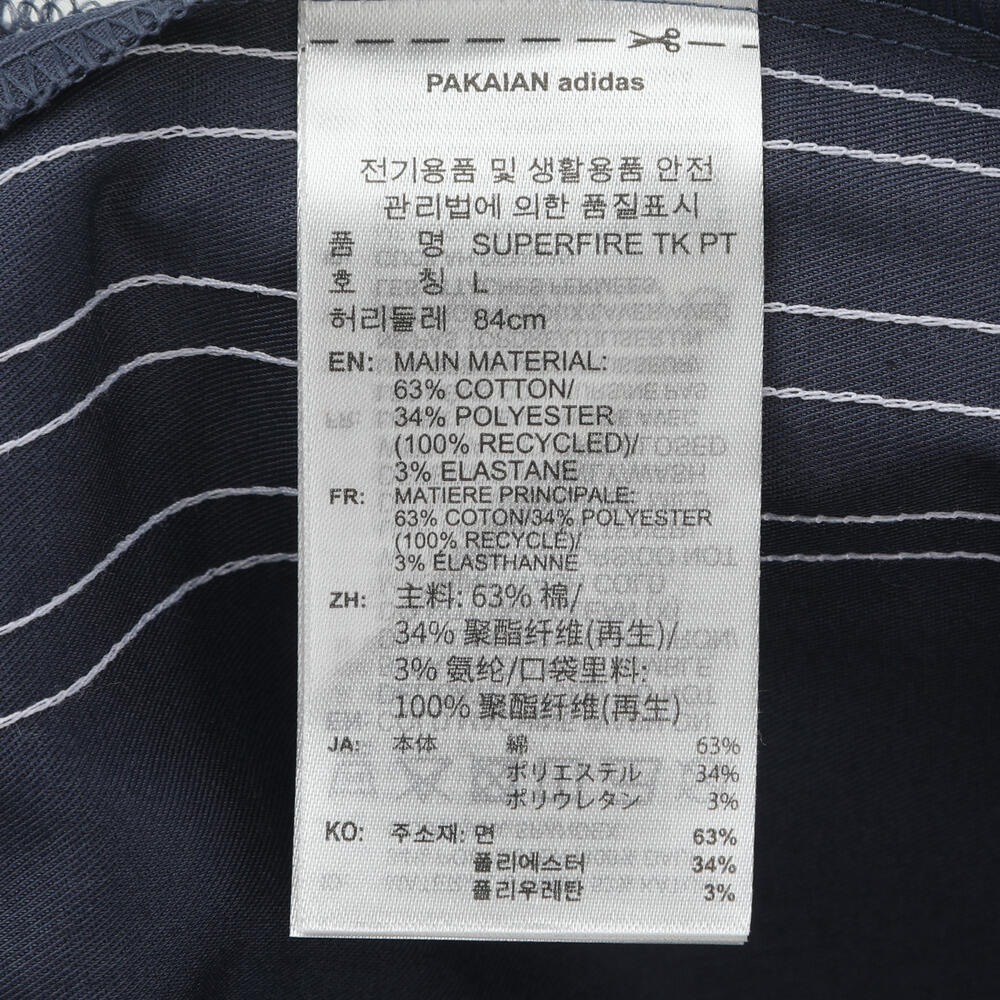 PAKAIAN adidas
전기용품 및 생활용품 안전
관리법에 의한 품질표시
품 명 SUPERFIRE TK PT
호 칭 L
허리둘레 84cm
EN: MAIN MATERIAL:
63% COTTON/
34% POLYESTER
(100% RECYCLED)/
3% ELASTANE
FR: MATIERE PRINCIPALE:
63% COTON/34% POLYESTER
(100% RECYCLÉ)/
3% ÉLASTHANNE
ZH: 主料: 63% 棉/
34% 聚酯纤维(再生)/
3% 氨纶/口袋里料:
100% 聚酯纤维(再生)
JA: 本体 綿 63%
ポリエステル 34%
ポリウレタン 3%
KO: 주소재: 면 63%
폴리에스터 34%
폴리우레탄 3%